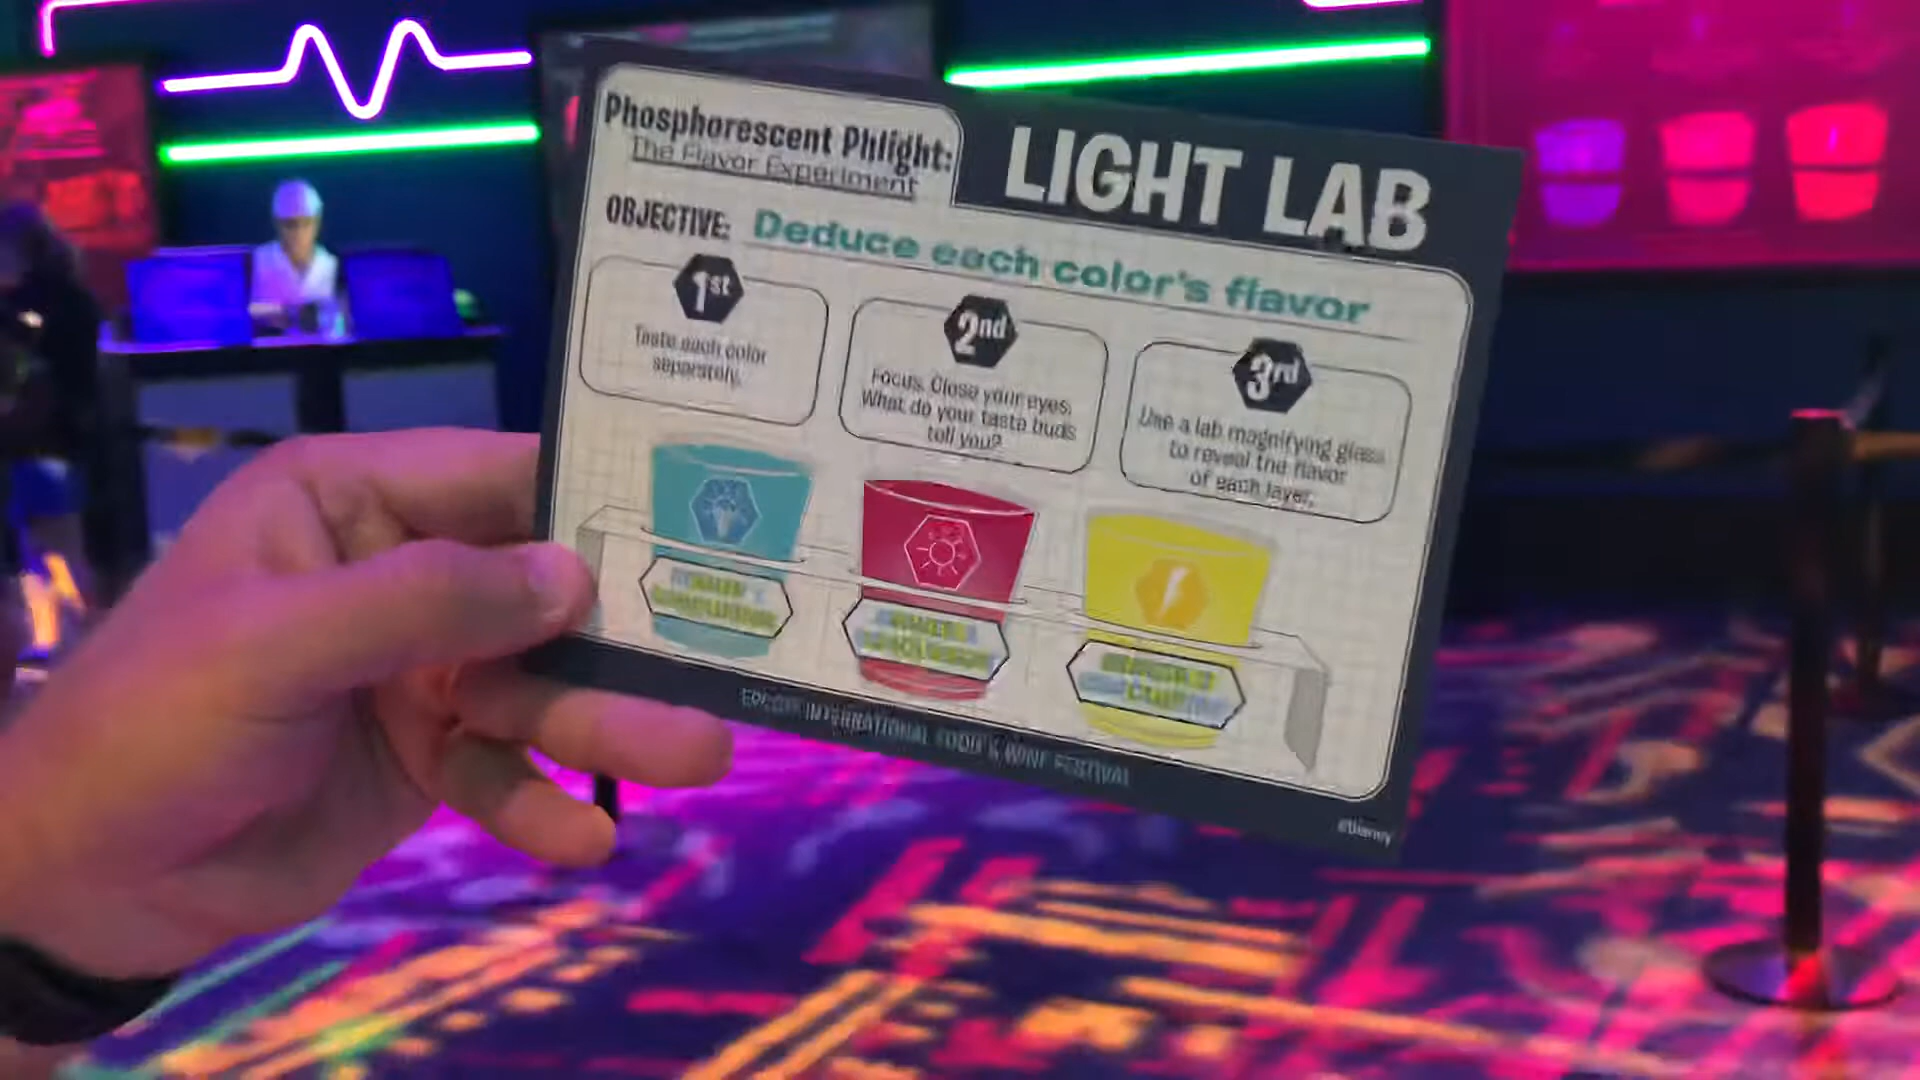 Phosphorescent Phlight:
The Flavor Experiment
LIGHT LAB
OBJECTIVE: Deduce each color's flavor
1st
Taste each color
separately.
2nd
Focus. Close your eyes.
What do your taste buds
tell you?
3rd
Use a lab magnifying glass
to reveal the flavor
of each layer.
EPCOT INTERNATIONAL FOOD & WINE FESTIVAL
©Disney